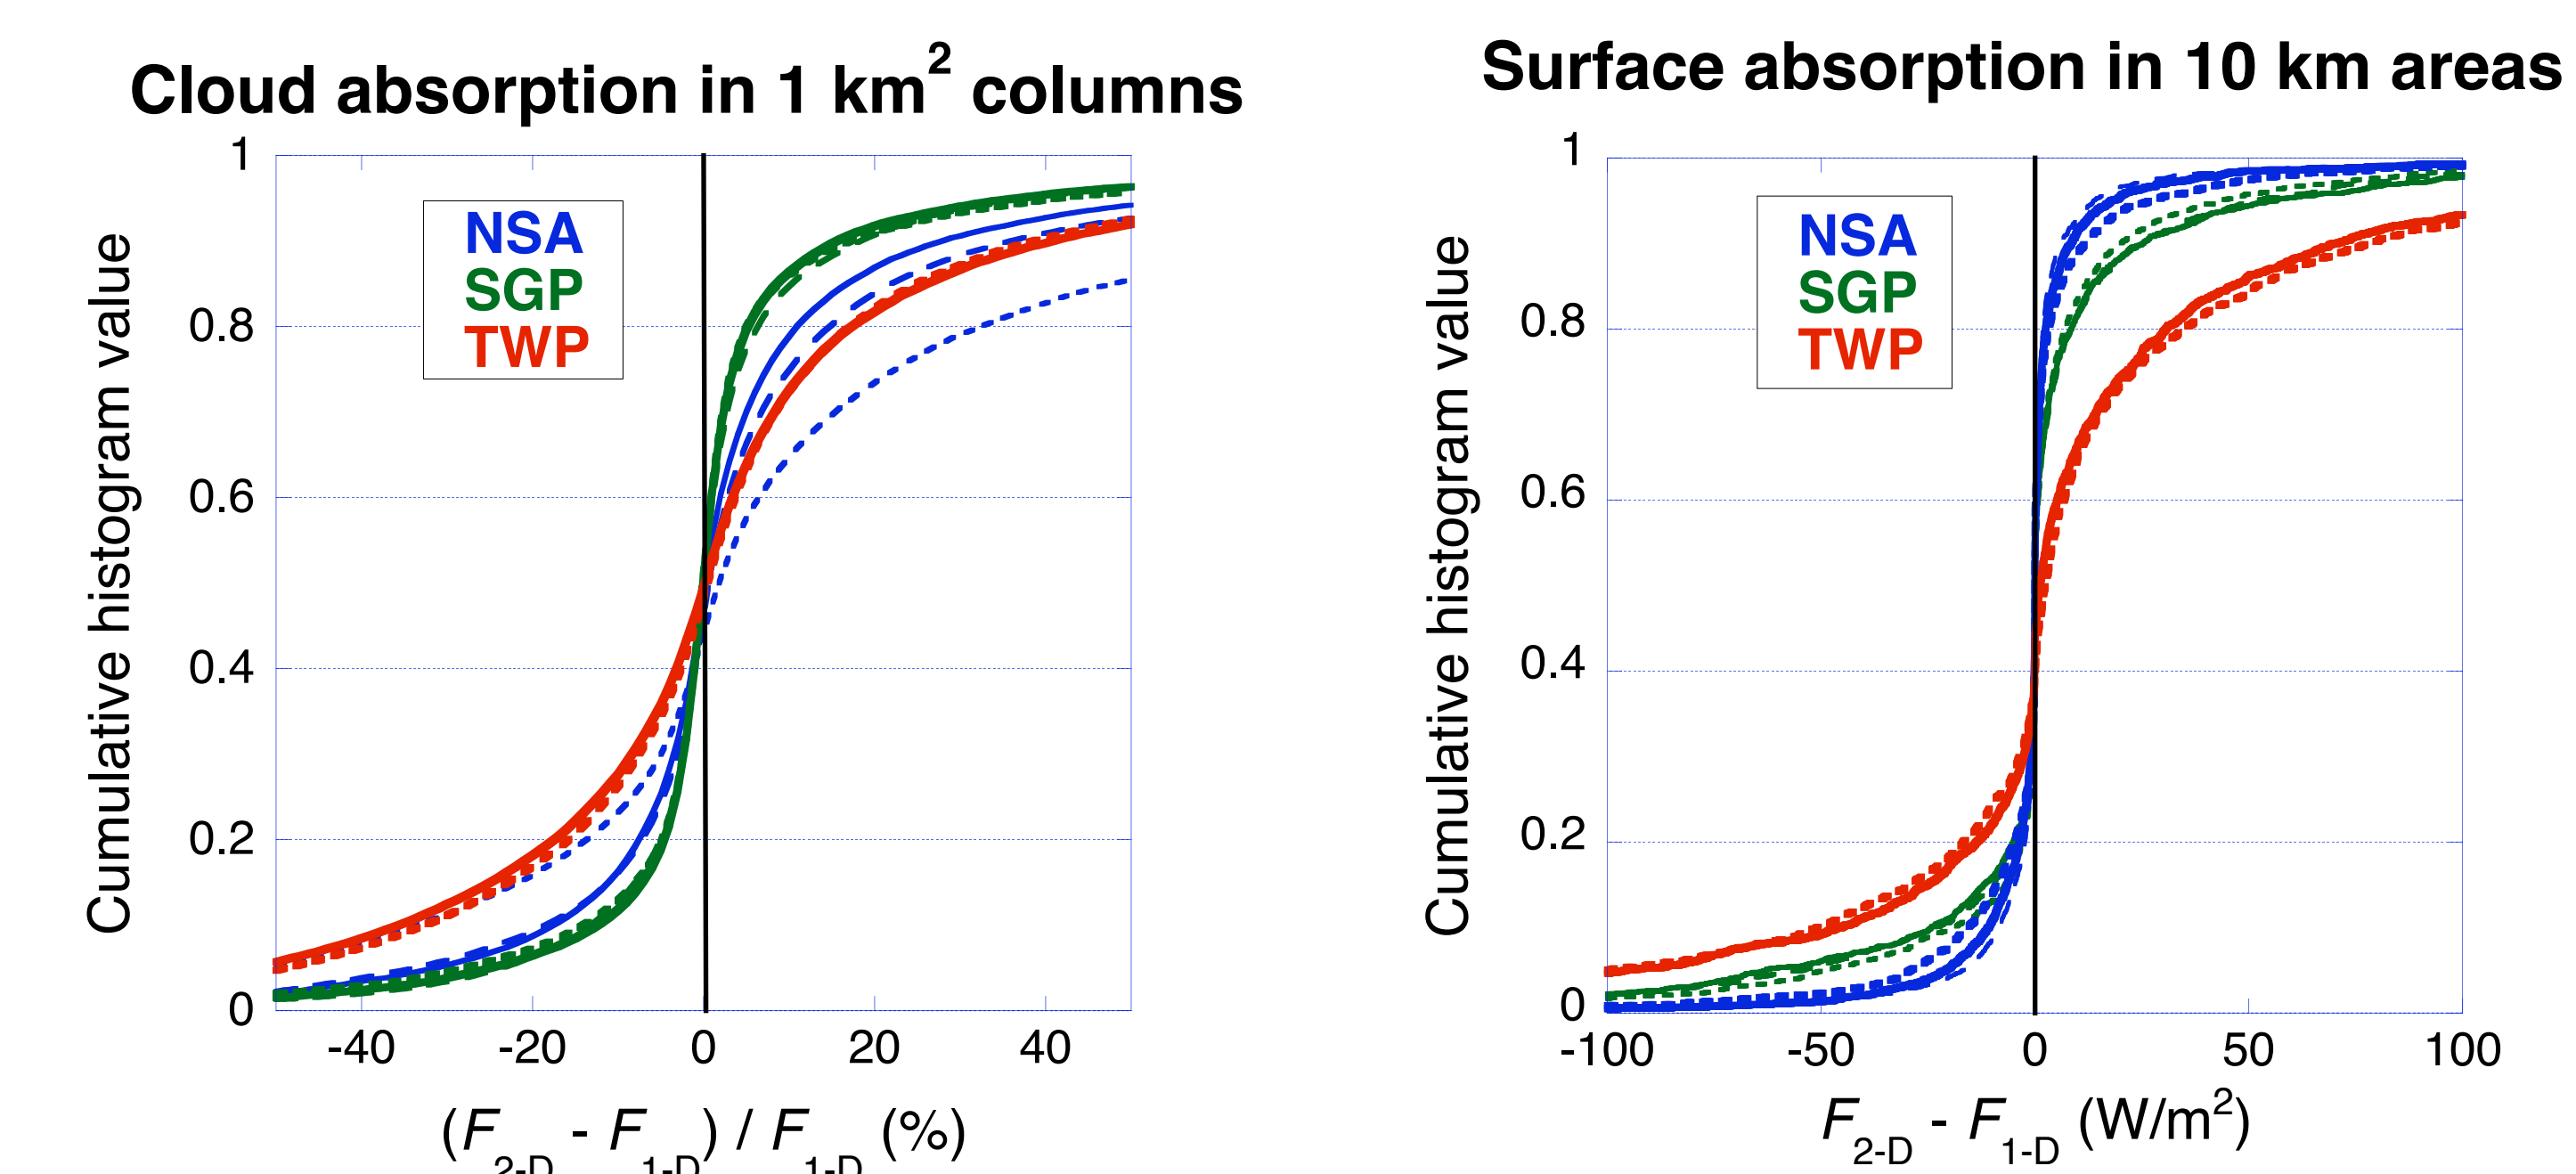 Cloud absorption in 1 km² columns
Cumulative histogram value
1
0.8
0.6
0.4
0.2
0
NSA
SGP
TWP
-40 -20 0 20 40
(F2-D - F1-D) / F1-D (%)
Surface absorption in 10 km areas
Cumulative histogram value
1
0.8
0.6
0.4
0.2
0
NSA
SGP
TWP
-100 -50 0 50 100
F2-D - F1-D (W/m²)